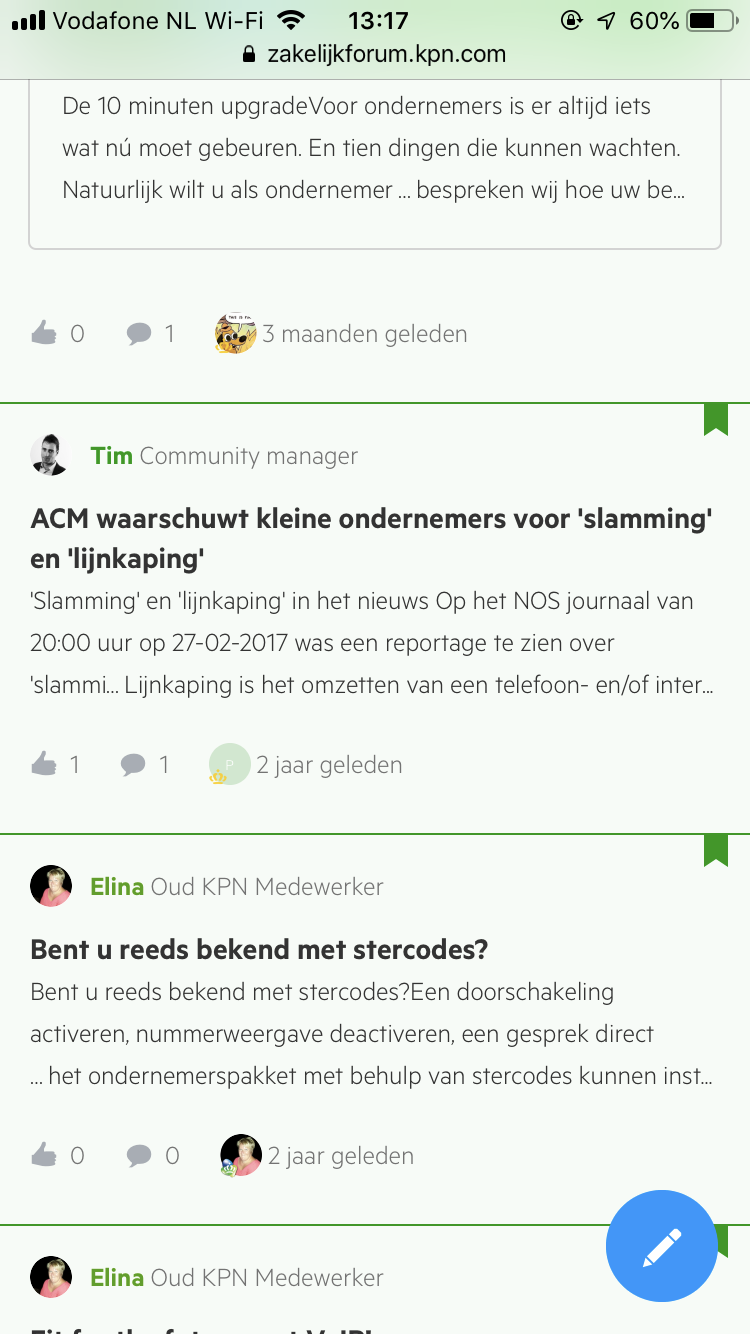 Vodafone NL Wi-Fi 13:17 60%
zakelijkforum.kpn.com
De 10 minuten upgradeVoor ondernemers is er altijd iets
wat nú moet gebeuren. En tien dingen die kunnen wachten.
Natuurlijk wilt u als ondernemer ... bespreken wij hoe uw be...
0 1 3 maanden geleden
Tim Community manager
ACM waarschuwt kleine ondernemers voor 'slamming'
en 'lijnkaping'
'Slamming' en 'lijnkaping' in het nieuws Op het NOS journaal van
20:00 uur op 27-02-2017 was een reportage te zien over
'slammi... Lijnkaping is het omzetten van een telefoon- en/of inter...
1 1 P 2 jaar geleden
Elina Oud KPN Medewerker
Bent u reeds bekend met stercodes?
Bent u reeds bekend met stercodes?Een doorschakeling
activeren, nummerweergave deactiveren, een gesprek direct
... het ondernemerspakket met behulp van stercodes kunnen inst...
0 0 2 jaar geleden
Elina Oud KPN Medewerker